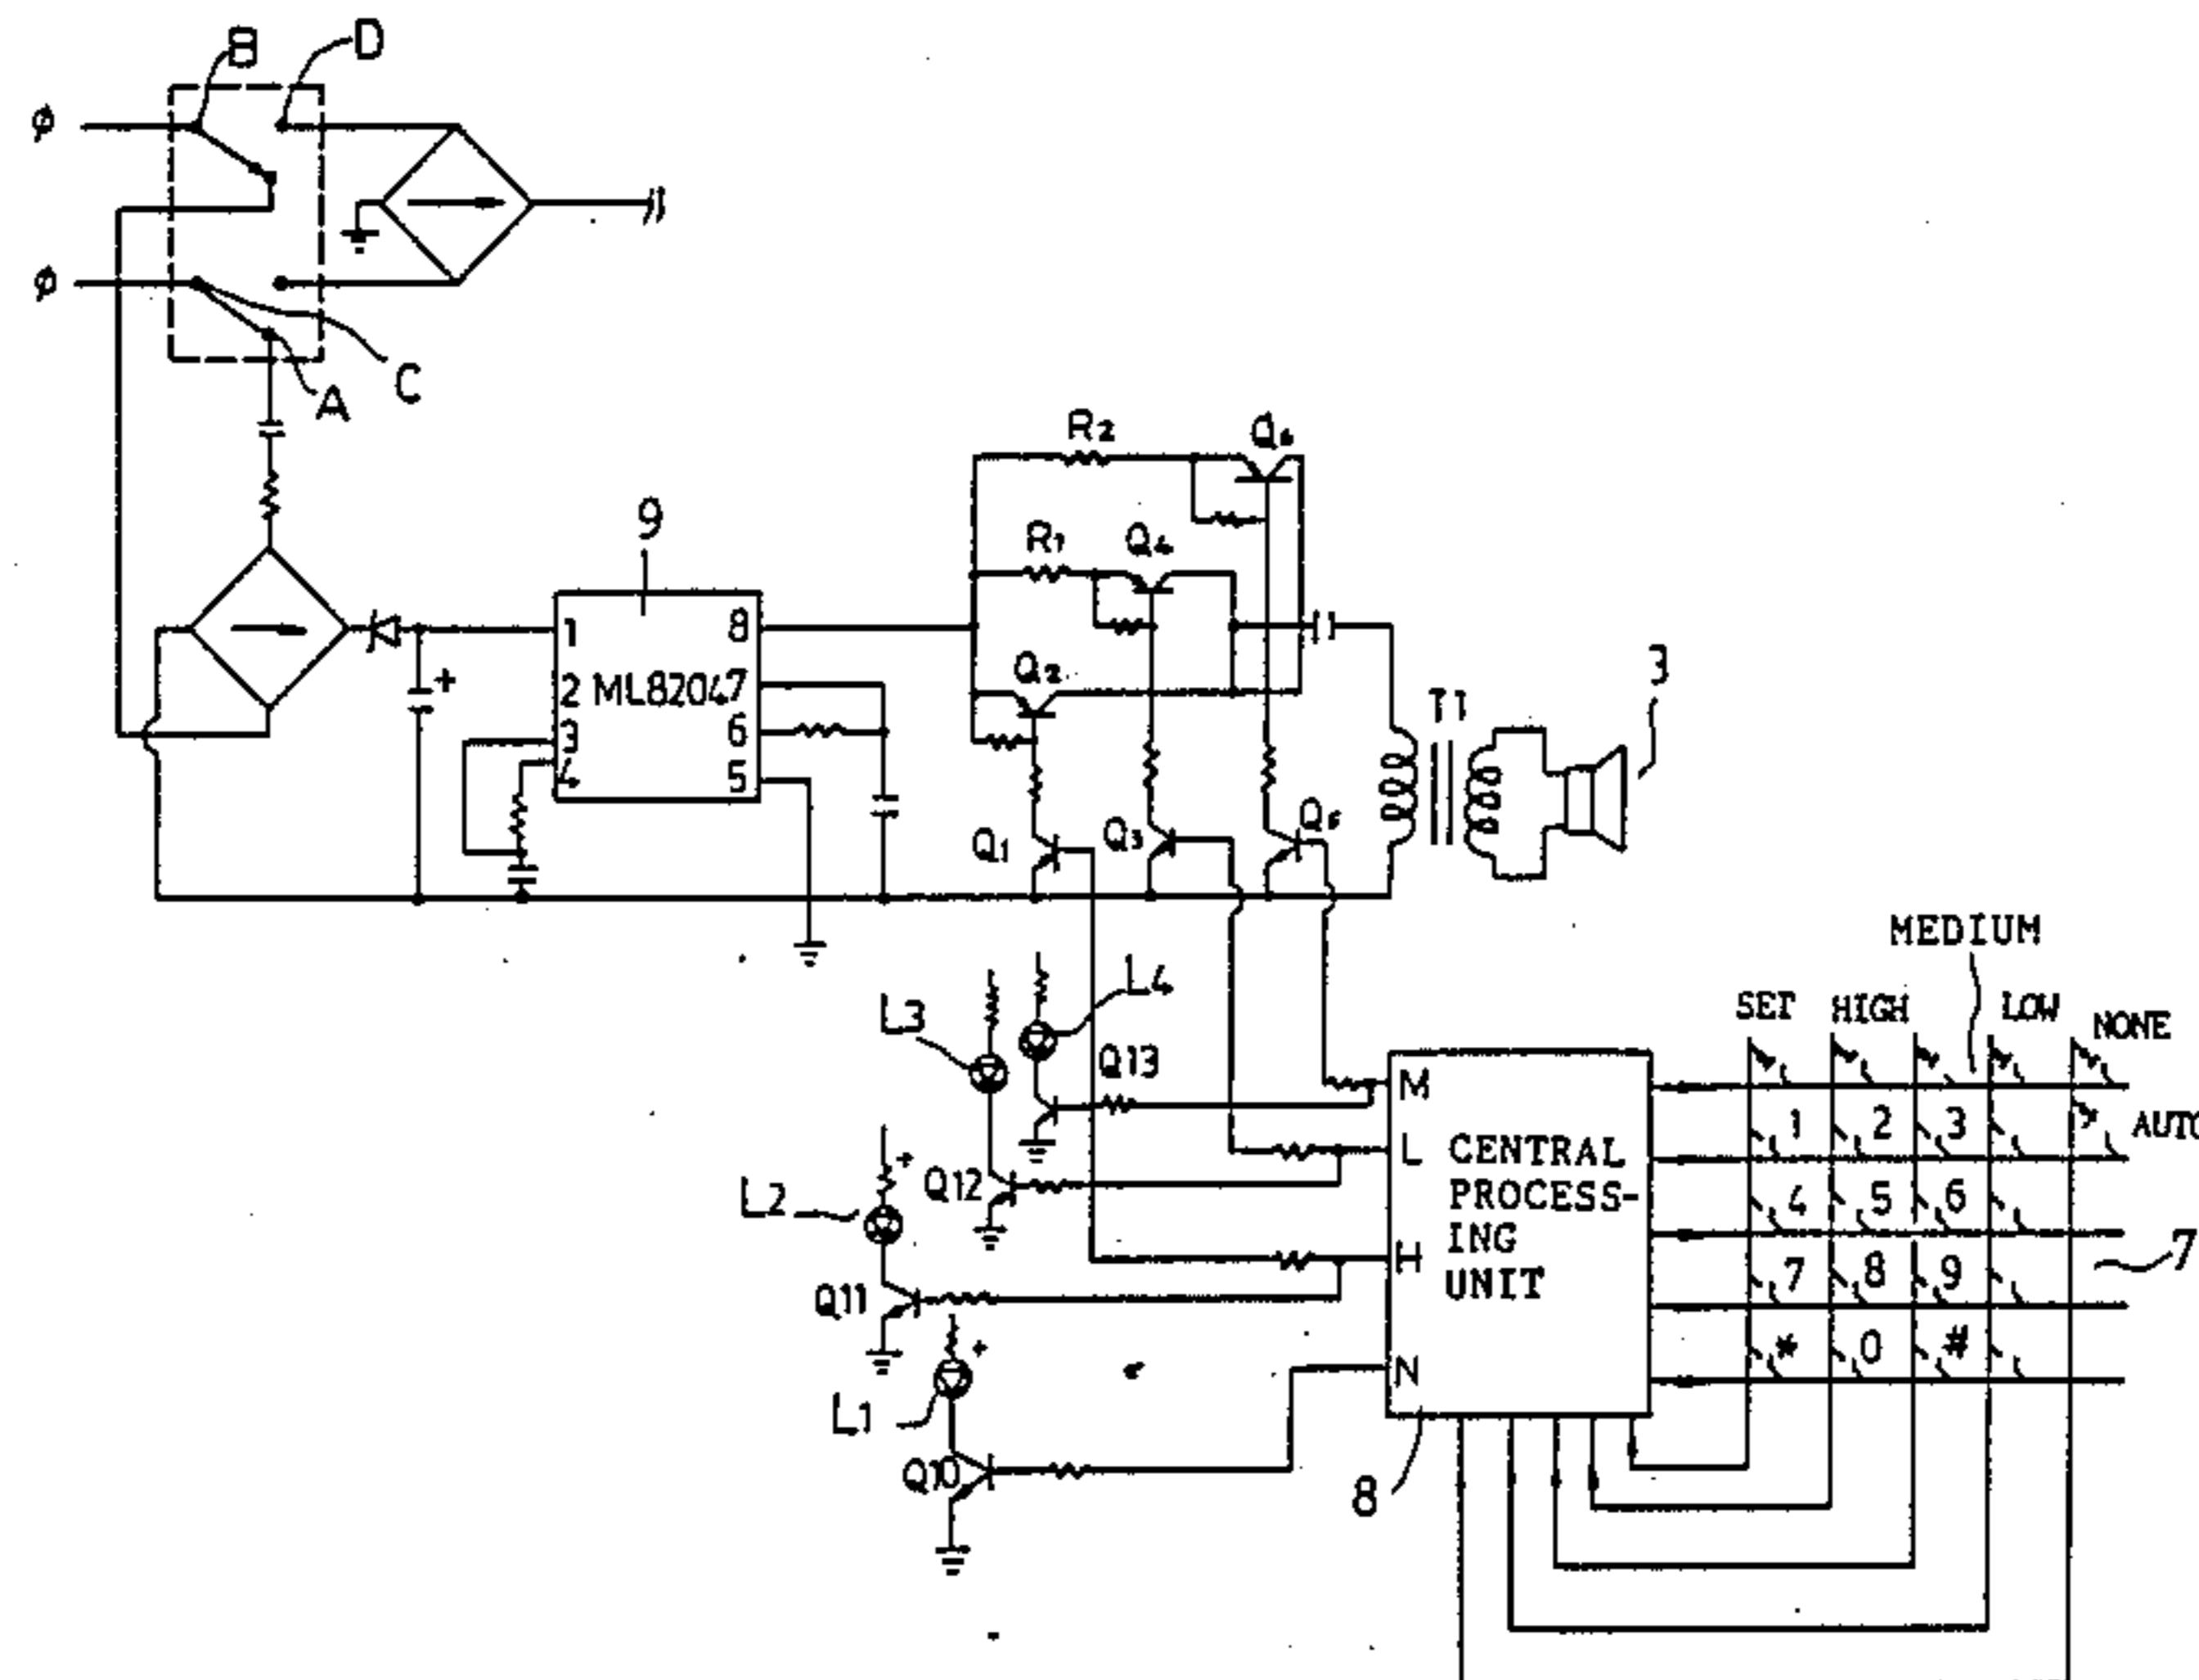 B
D
ø
ø
C
A
R2
Q6
9
R1
Q4
1
8
2
ML8204
7
Q2
3
6
4
5
+
T1
3
Q1
Q3
Q5
MEDIUM
L3
L4
SET
HIGH
LOW
NONE
Q13
M
1
2
3
AUTO
L
CENTRAL
PROCESS-
ING
UNIT
L2
+
Q12
4
5
6
H
7
8
9
7
Q11
+
N
*
0
#
L1
Q10
8